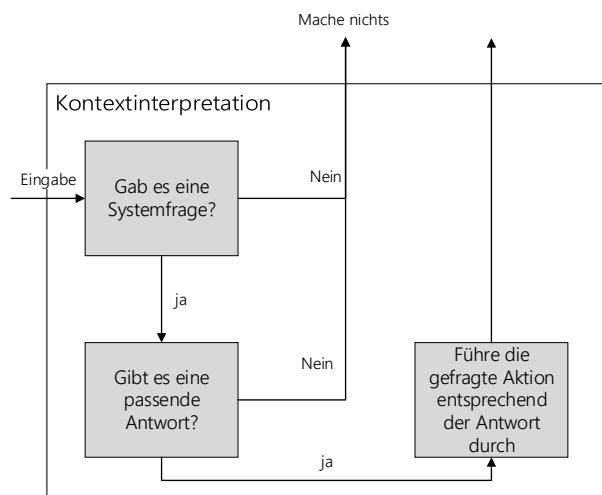 Mache nichts
Kontextinterpretation
Eingabe
Gab es eine
Systemfrage?
Nein
ja
Gibt es eine
passende
Antwort?
Nein
Führe die
gefragte Aktion
entsprechend
der Antwort
durch
ja